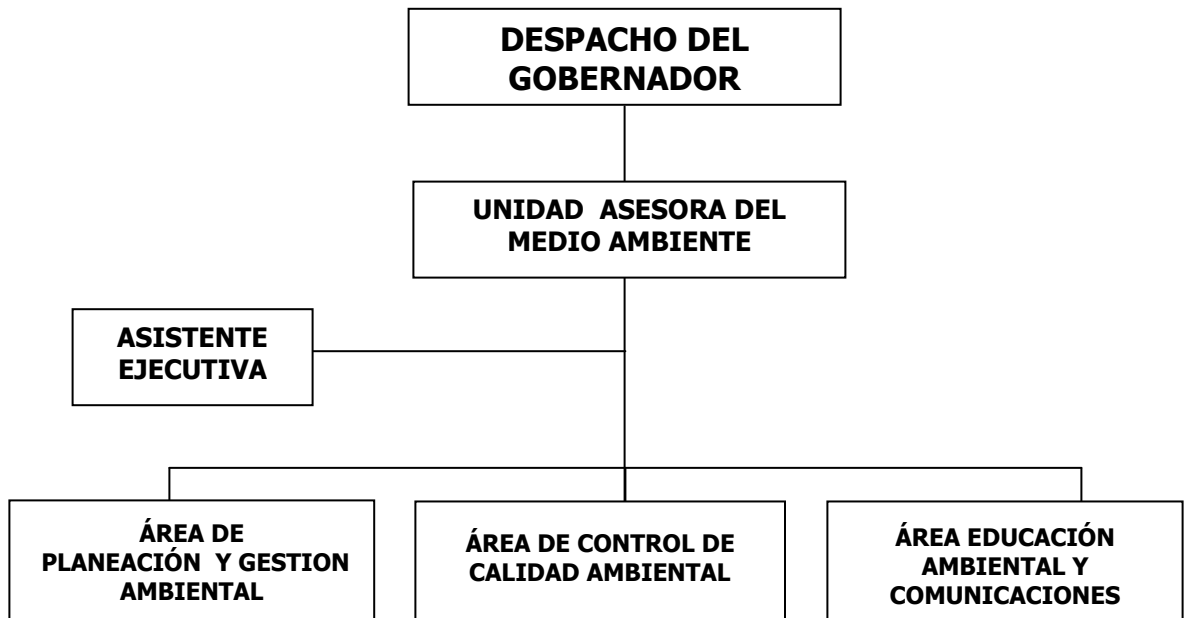 DESPACHO DEL
GOBERNADOR
UNIDAD ASESORA DEL
MEDIO AMBIENTE
ASISTENTE
EJECUTIVA
ÁREA DE
PLANEACIÓN Y GESTION
AMBIENTAL
ÁREA DE CONTROL DE
CALIDAD AMBIENTAL
ÁREA EDUCACIÓN
AMBIENTAL Y
COMUNICACIONES